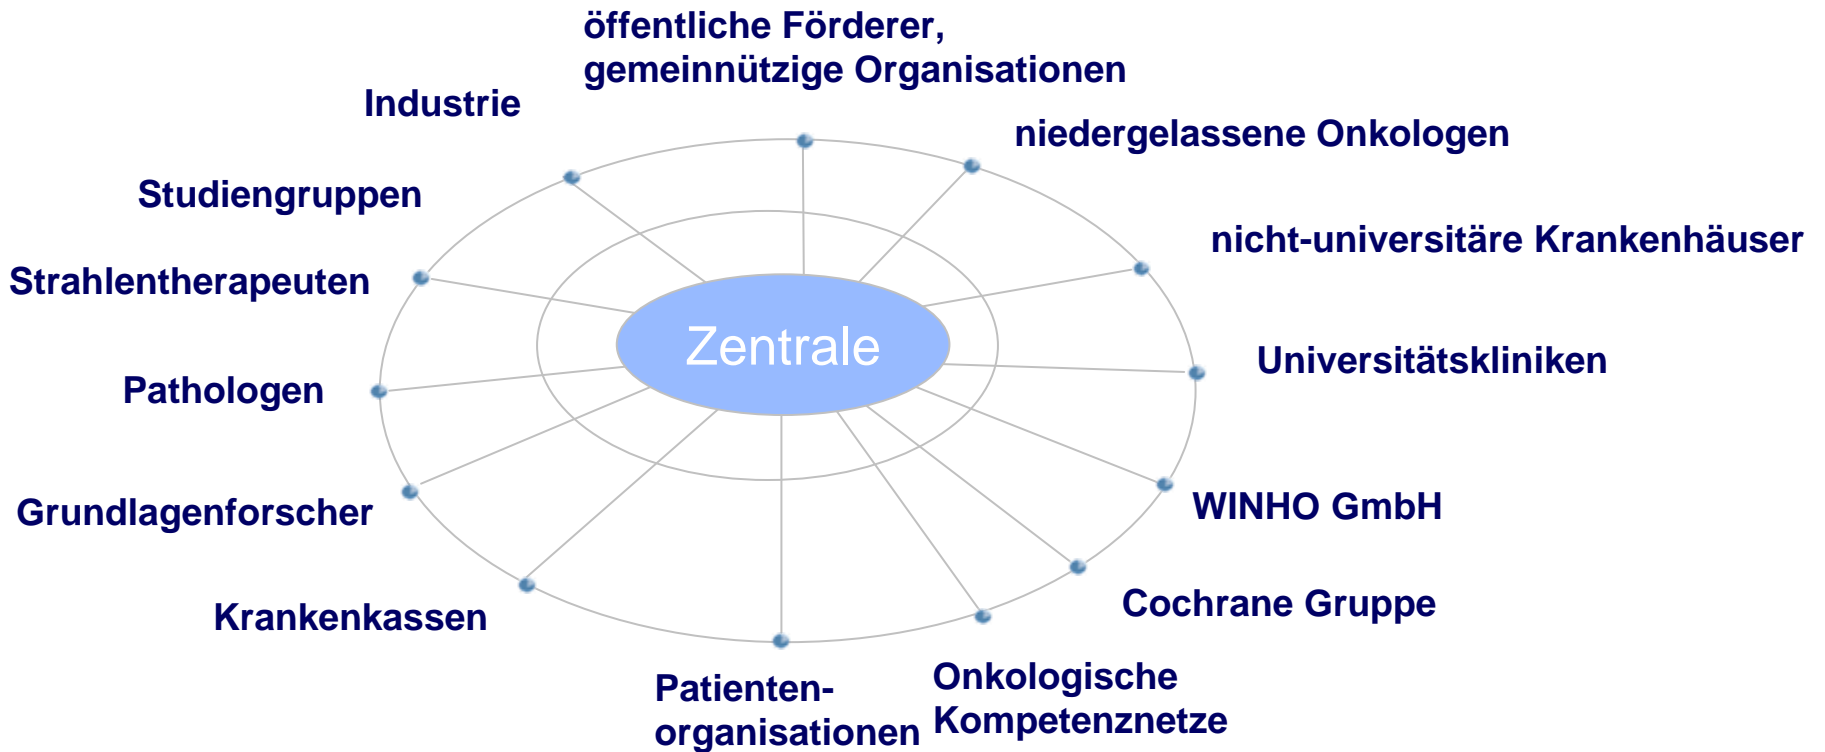 öffentliche Förderer,
gemeinnützige Organisationen
Industrie
niedergelassene Onkologen
Studiengruppen
nicht-universitäre Krankenhäuser
Strahlentherapeuten
Zentrale
Universitätskliniken
Pathologen
Grundlagenforscher
WINHO GmbH
Krankenkassen
Cochrane Gruppe
Patienten-
organisationen
Onkologische
Kompetenznetze